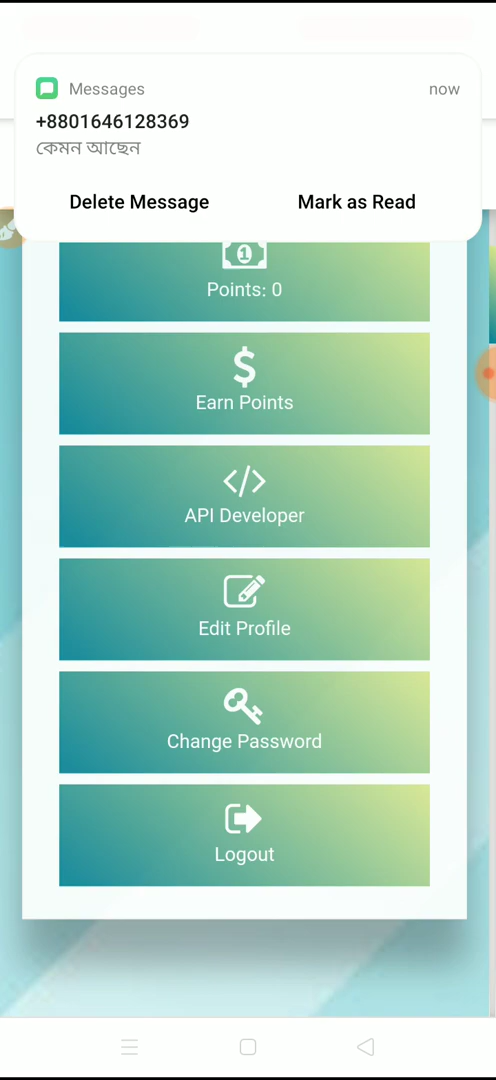 Messages now
+8801646128369
কেমন আছেন
Delete Message Mark as Read
Points: 0
Earn Points
API Developer
Edit Profile
Change Password
Logout